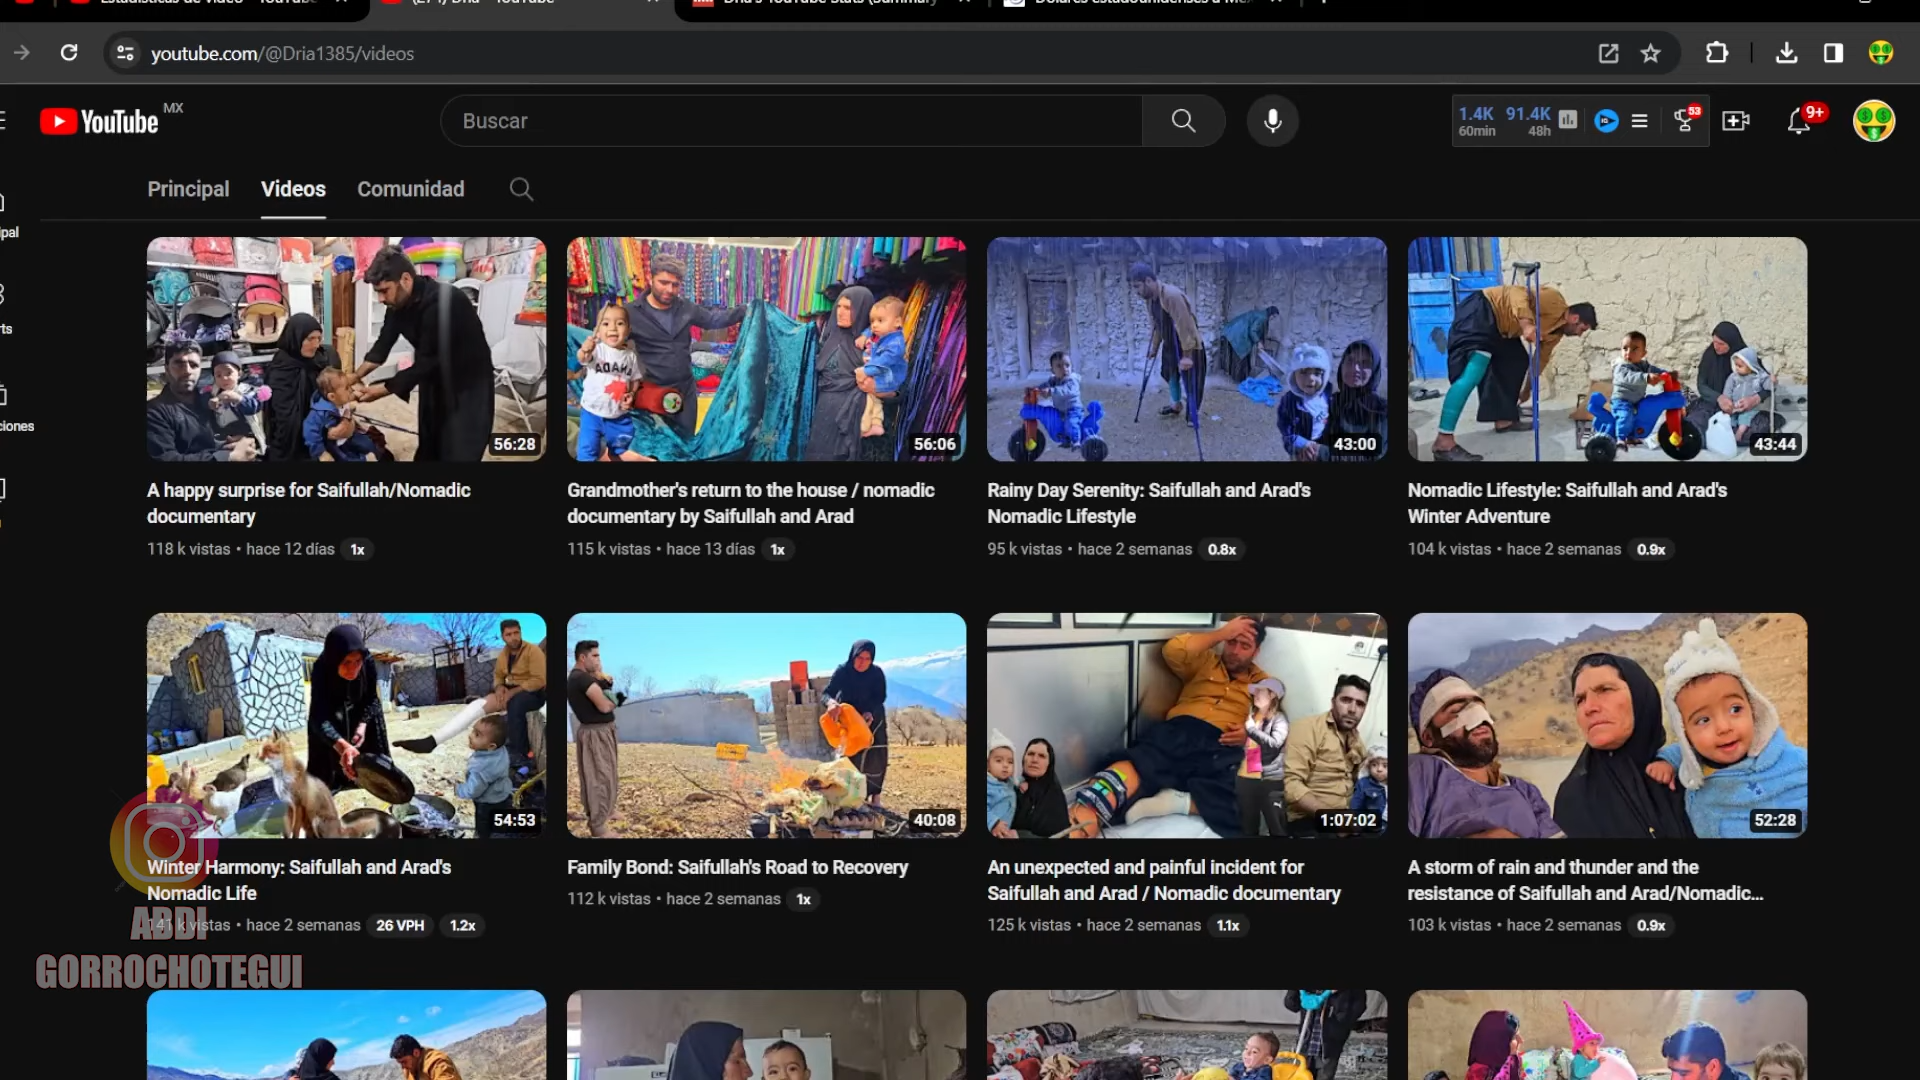 youtube.com/@Dria1385/videos
YouTube MX
Buscar
1.4K 91.4K
60min 48h
53
9+
Principal Videos Comunidad
56:28
56:06
43:00
43:44
A happy surprise for Saifullah/Nomadic
documentary
118 k vistas • hace 12 días 1x
Grandmother's return to the house / nomadic
documentary by Saifullah and Arad
115 k vistas • hace 13 días 1x
Rainy Day Serenity: Saifullah and Arad's
Nomadic Lifestyle
95 k vistas • hace 2 semanas 0.8x
Nomadic Lifestyle: Saifullah and Arad's
Winter Adventure
104 k vistas • hace 2 semanas 0.9x
54:53
40:08
1:07:02
52:28
Winter Harmony: Saifullah and Arad's
Nomadic Life
141 k vistas • hace 2 semanas 26 VPH 1.2x
Family Bond: Saifullah's Road to Recovery
112 k vistas • hace 2 semanas 1x
An unexpected and painful incident for
Saifullah and Arad / Nomadic documentary
125 k vistas • hace 2 semanas 1.1x
A storm of rain and thunder and the
resistance of Saifullah and Arad/Nomadic...
103 k vistas • hace 2 semanas 0.9x
ABDI
GORROCHOTEGUI